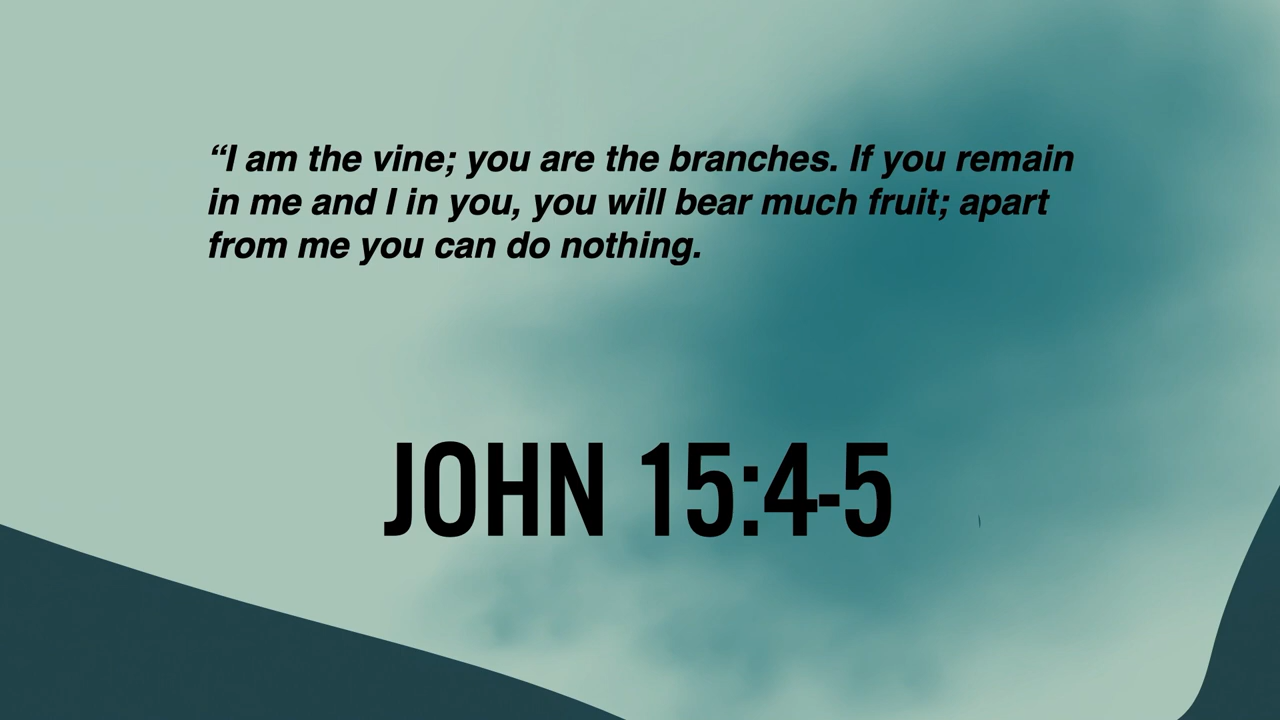 “I am the vine; you are the branches. If you remain
in me and I in you, you will bear much fruit; apart
from me you can do nothing.
JOHN 15:4-5